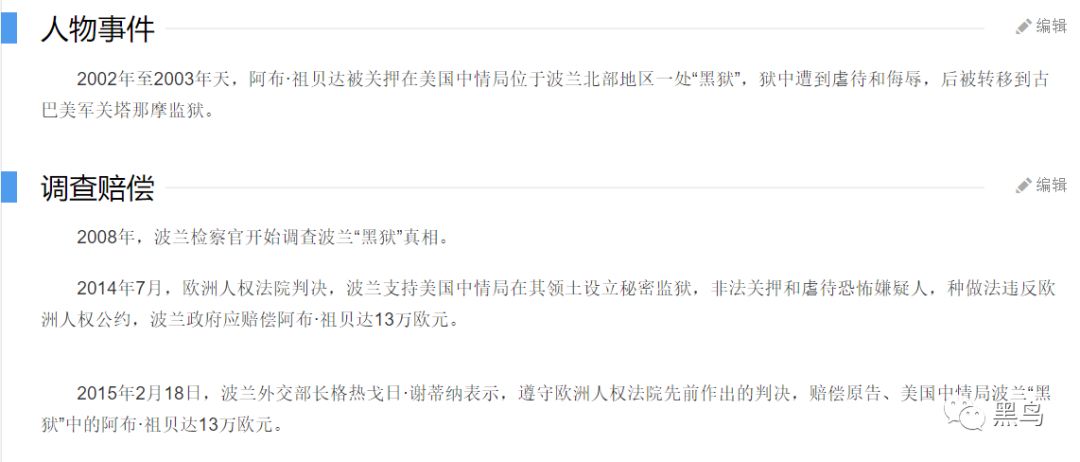 人物事件
编辑
2002年至2003年天，阿布·祖贝达被关押在美国中情局位于波兰北部地区一处“黑狱”，狱中遭到虐待和侮辱，后被转移到古
巴美军关塔那摩监狱。
调查赔偿
编辑
2008年，波兰检察官开始调查波兰“黑狱”真相。
2014年7月，欧洲人权法院判决，波兰支持美国中情局在其领土设立秘密监狱，非法关押和虐待恐怖嫌疑人，种做法违反欧
洲人权公约，波兰政府应赔偿阿布·祖贝达13万欧元。
2015年2月18日，波兰外交部长格热戈日·谢蒂纳表示，遵守欧洲人权法院先前作出的判决，赔偿原告、美国中情局波兰“黑
狱”中的阿布·祖贝达13万欧元。
黑鸟